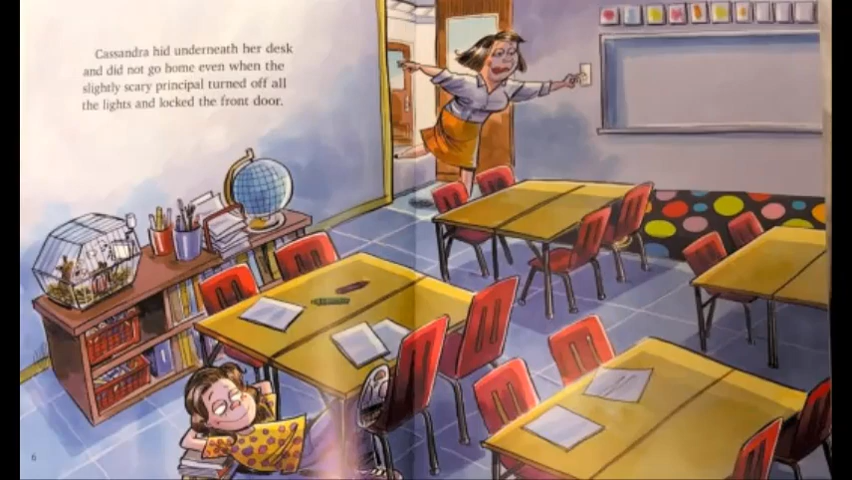 Cassandra hid underneath her desk
and did not go home even when the
slightly scary principal turned off all
the lights and locked the front door.
6